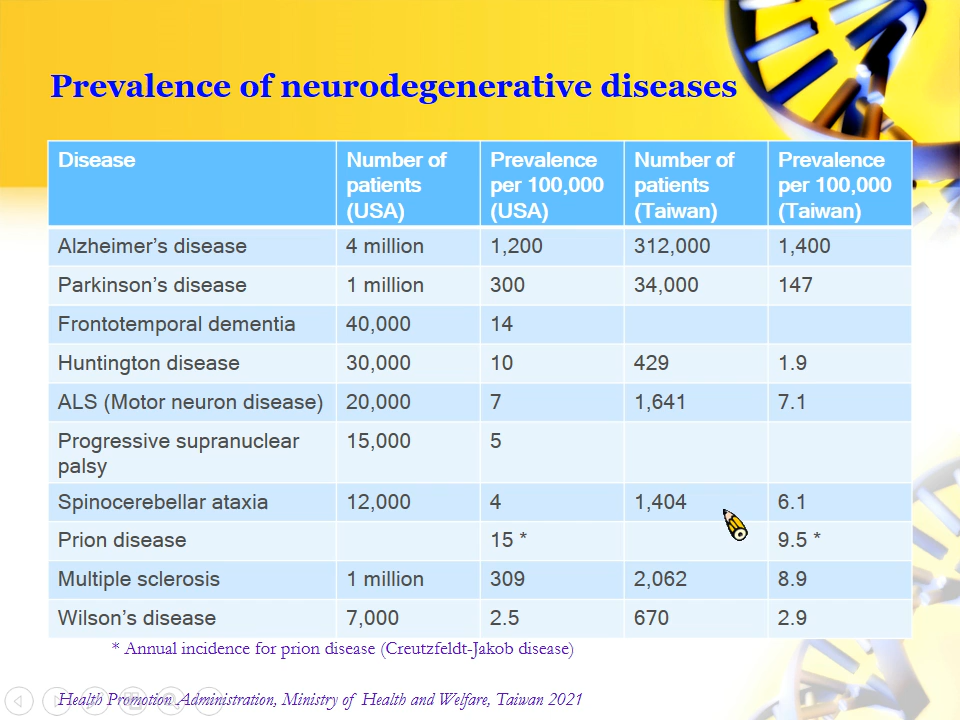 Prevalence of neurodegenerative diseases
Disease
Number of patients (USA)
Prevalence per 100,000 (USA)
Number of patients (Taiwan)
Prevalence per 100,000 (Taiwan)
Alzheimer’s disease 4 million 1,200 312,000 1,400
Parkinson’s disease 1 million 300 34,000 147
Frontotemporal dementia 40,000 14
Huntington disease 30,000 10 429 1.9
ALS (Motor neuron disease) 20,000 7 1,641 7.1
Progressive supranuclear palsy 15,000 5
Spinocerebellar ataxia 12,000 4 1,404 6.1
Prion disease 15 * 9.5 *
Multiple sclerosis 1 million 309 2,062 8.9
Wilson’s disease 7,000 2.5 670 2.9
* Annual incidence for prion disease (Creutzfeldt-Jakob disease)
Health Promotion Administration, Ministry of Health and Welfare, Taiwan 2021